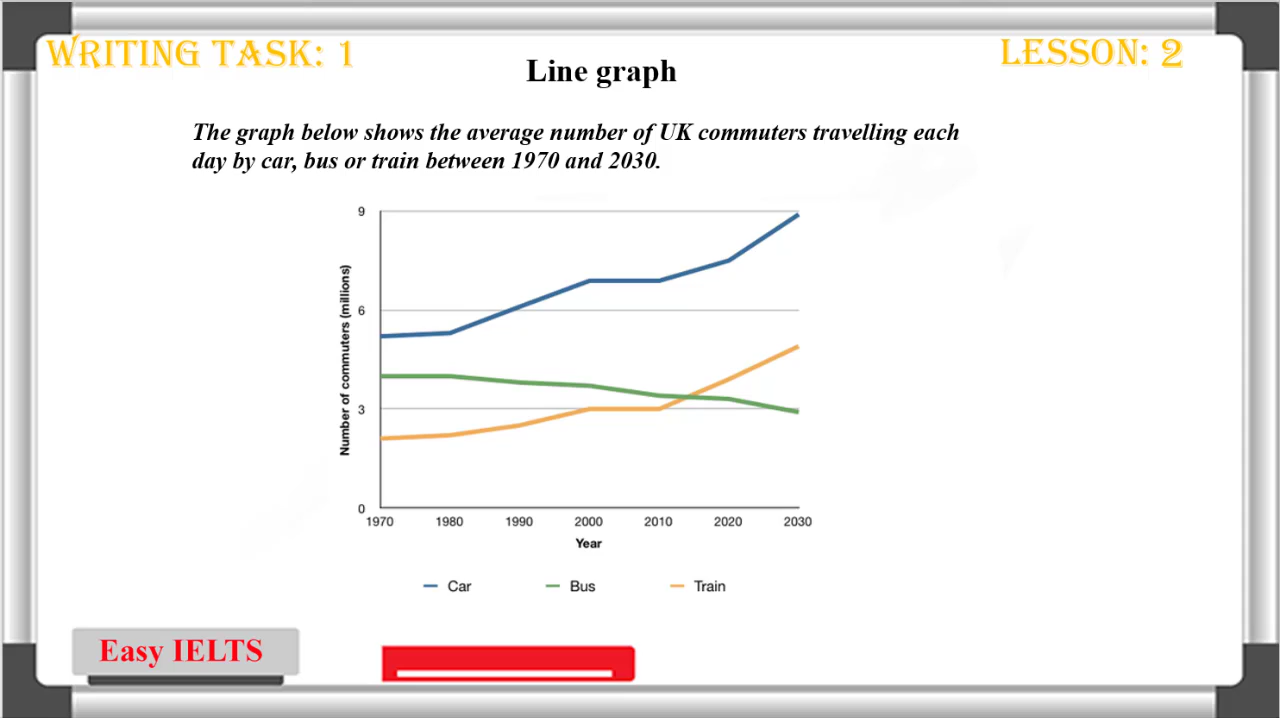 WRITING TASK: 1
LESSON: 2
Line graph
The graph below shows the average number of UK commuters travelling each
day by car, bus or train between 1970 and 2030.
9
6
3
0
Number of commuters (millions)
1970 1980 1990 2000 2010 2020 2030
Year
Car Bus Train
Easy IELTS